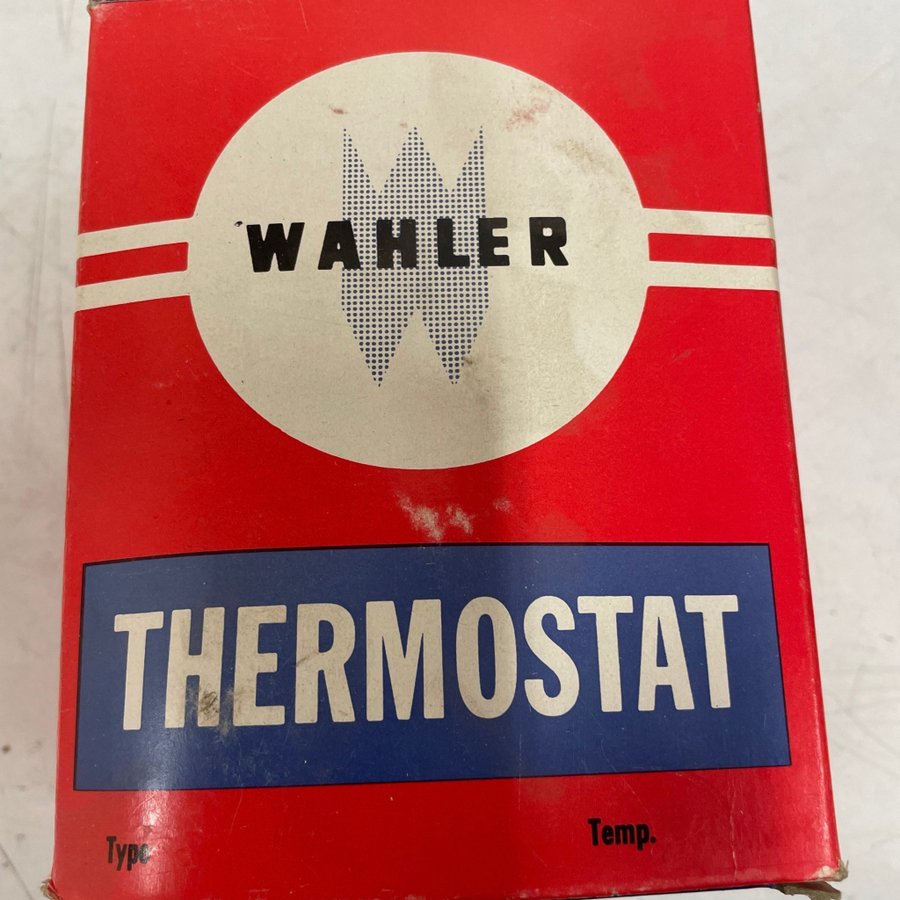 WAHLER
THERMOSTAT
Type
Temp.